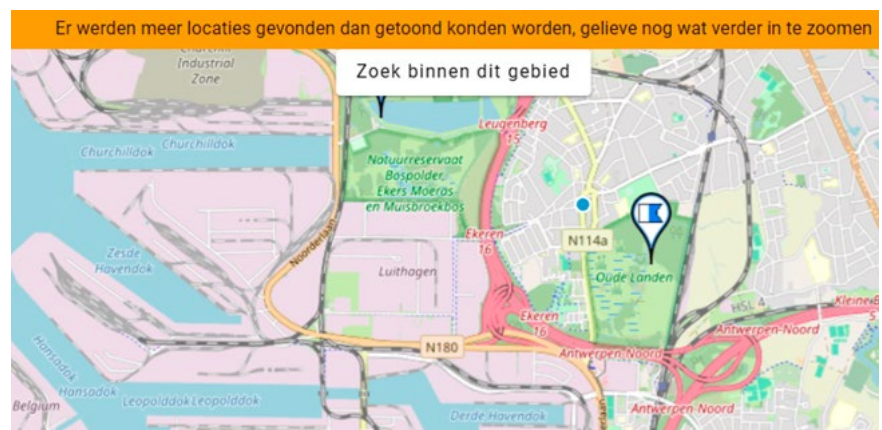 Er werden meer locaties gevonden dan getoond konden worden, gelieve nog wat verder in te zoomen
Zoek binnen dit gebied
Industrial
Zone
Churchilldok
Churchilldok
Leugenberg
15
Natuurreservaat
Bospolder,
Ekers Moeras
en Muisbroekbos
Noorderlaan
Ekeren
16
N114a
Zesde
Havendok
Luithagen
Oude Landen
HSL 4
Kleine B
5
Ekeren
16
Antwerpen-Noord
N180
Antwerpen-Noord
Hansadok
Hansadok
Leopolddok
Leopolddok
Antwerpen-Noord
Belgium
Derde Havendok